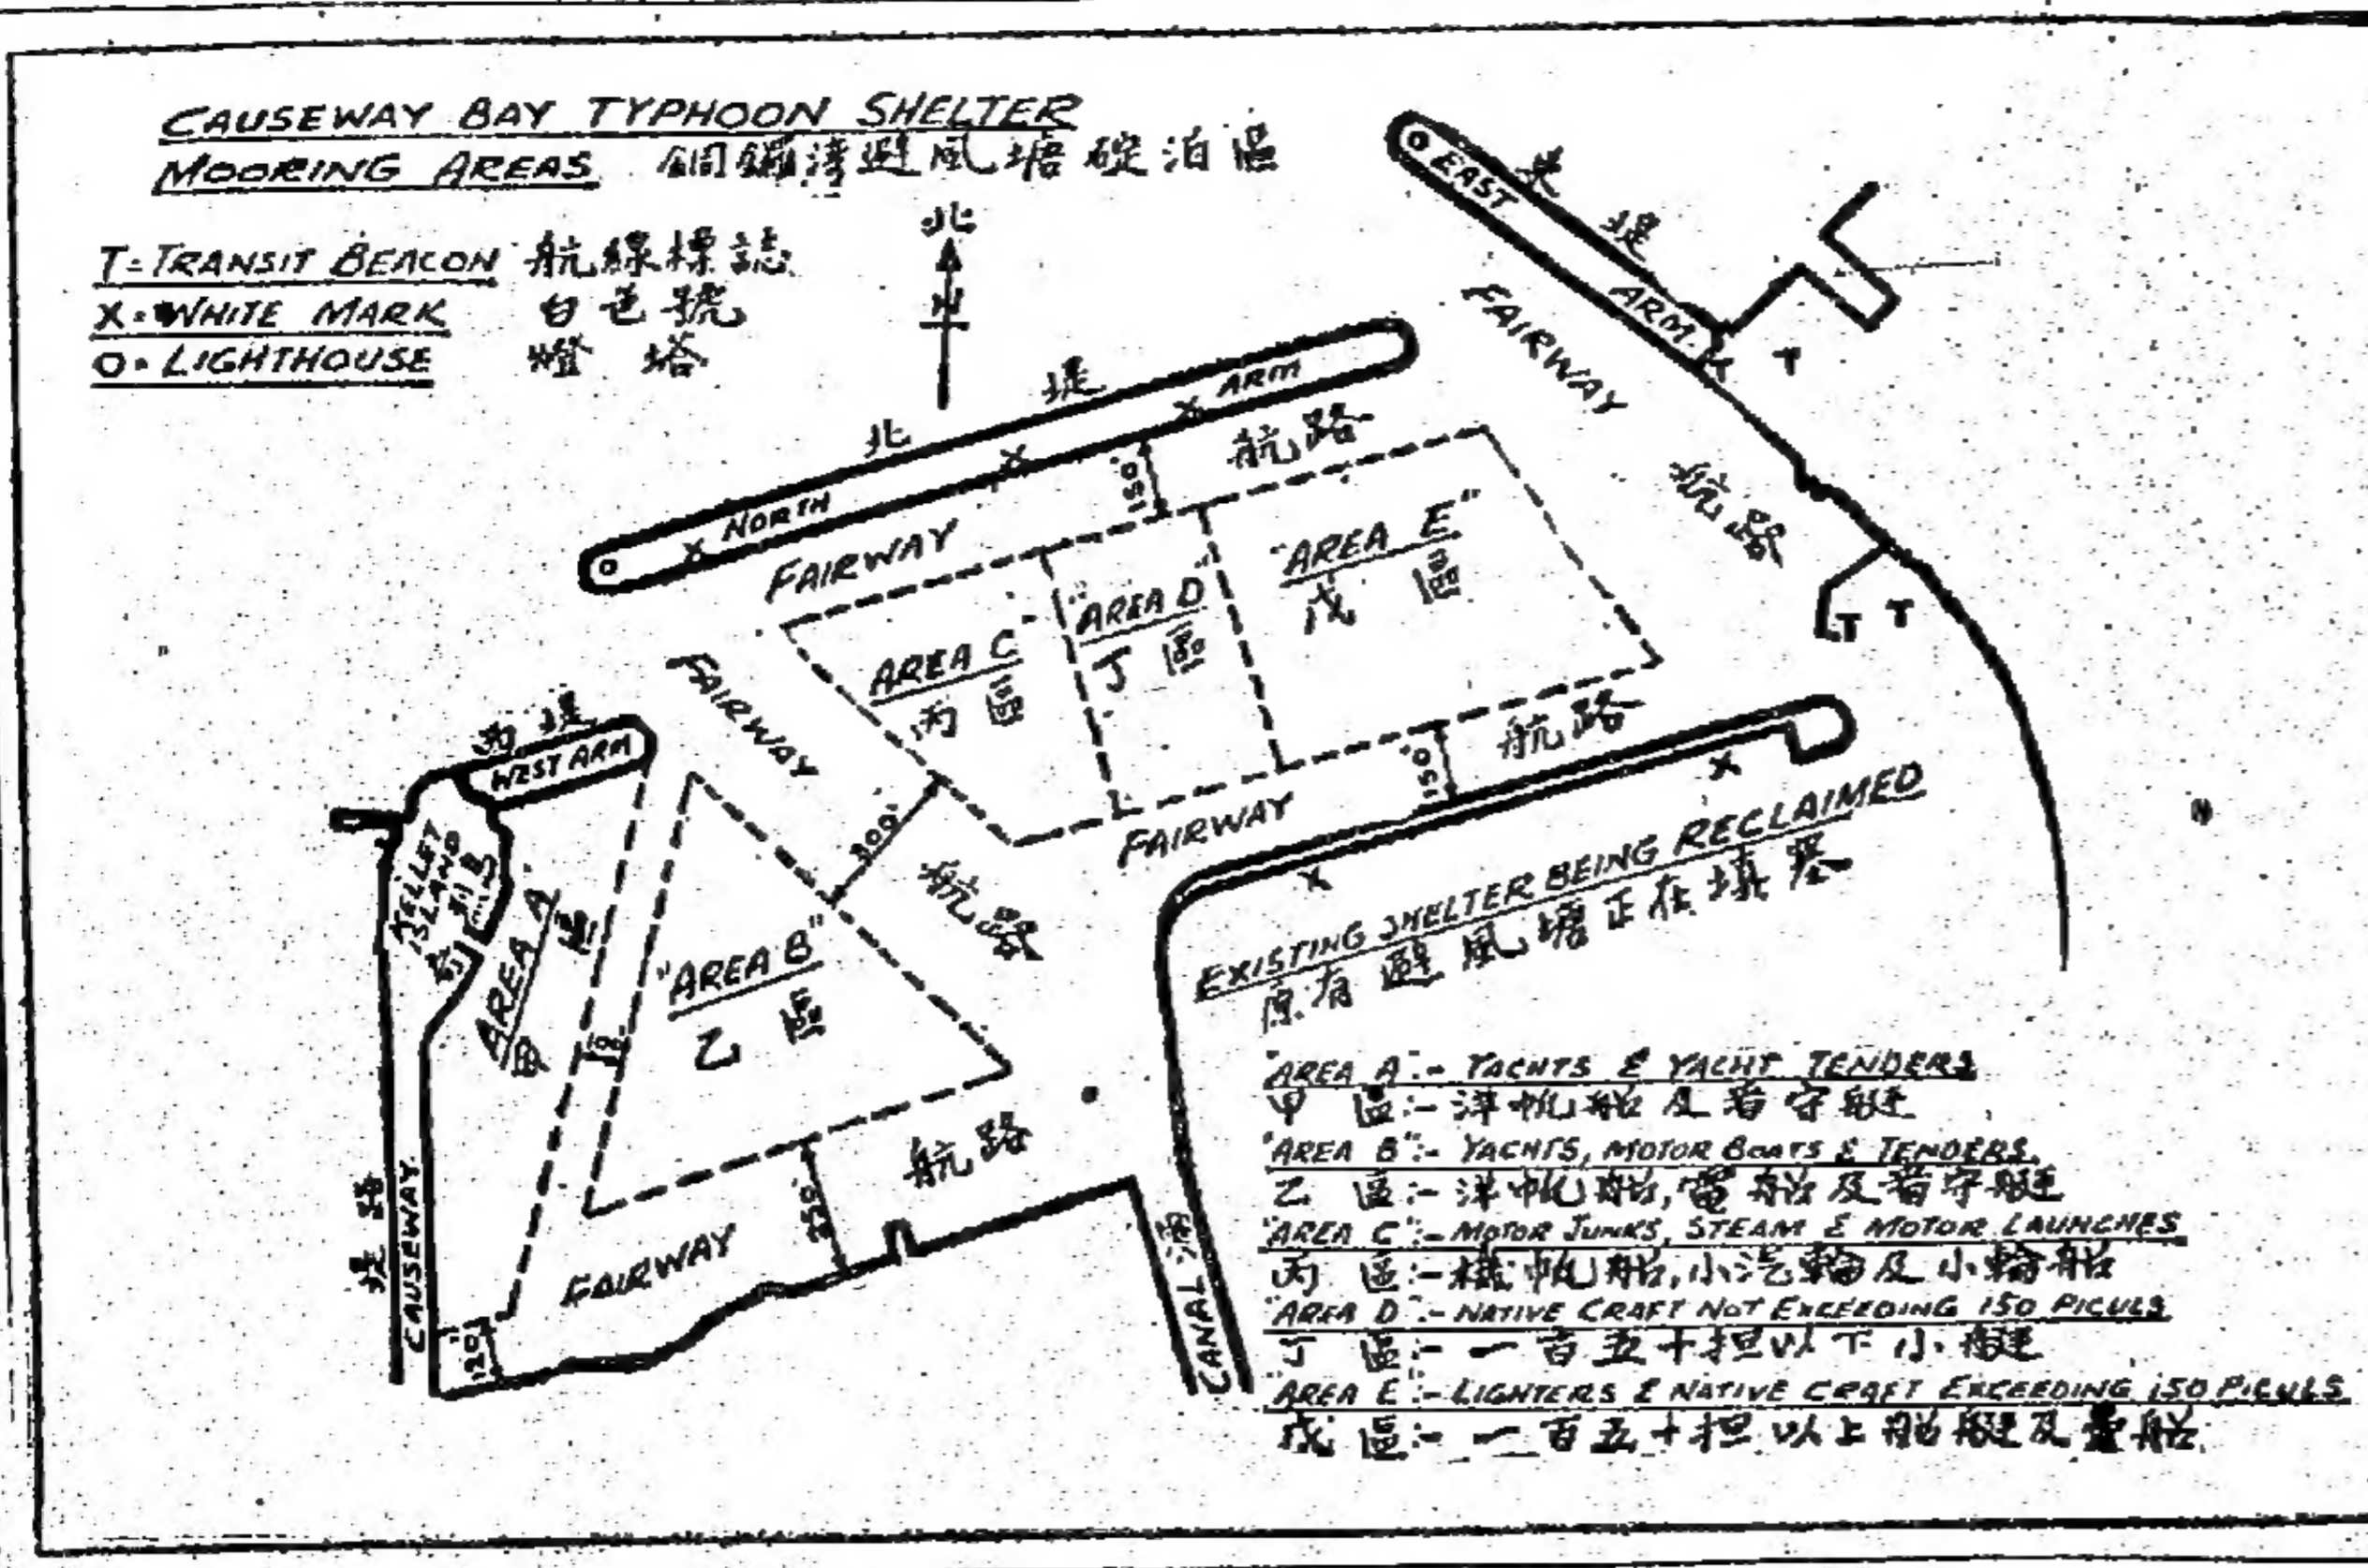 CAUSEWAY BAY TYPHOON SHELTER
MOORING AREAS 銅鑼灣避風塘碇泊區
T = TRANSIT BEACON 航線標誌
X = WHITE MARK 白色號
O = LIGHTHOUSE 燈塔
北
N
EAST ARM.
東堤
T
T
FAIRWAY
航路
NORTH ARM
北堤
X
X
X
150'
航路
FAIRWAY
"AREA C"
丙區
"AREA D"
丁區
"AREA E"
戊區
T T
FAIRWAY
航路
300'
150'
航路
FAIRWAY
X
X
WEST ARM
堤
KELLET
ISLAND
"AREA A"
甲區
"AREA B"
乙區
EXISTING SHELTER BEING RECLAIMED
原有避風塘正在填塞
航路
FAIRWAY
250'
120'
CAUSEWAY
堤路
CANAL
"AREA A":- YACHTS & YACHT TENDERS
甲區:- 洋帆船及看守艇
"AREA B":- YACHTS, MOTOR BOATS & TENDERS.
乙區:- 洋帆船,電船及看守艇
"AREA C":- MOTOR JUNKS, STEAM & MOTOR LAUNCHES
丙區:- 機帆船,小汽輪及小輪船
"AREA D":- NATIVE CRAFT NOT EXCEEDING 150 PICULS
丁區:- 一百五十担以下小艇
"AREA E":- LIGHTERS & NATIVE CRAFT EXCEEDING 150 PICULS
戊區:- 一百五十担以上船艇及躉船